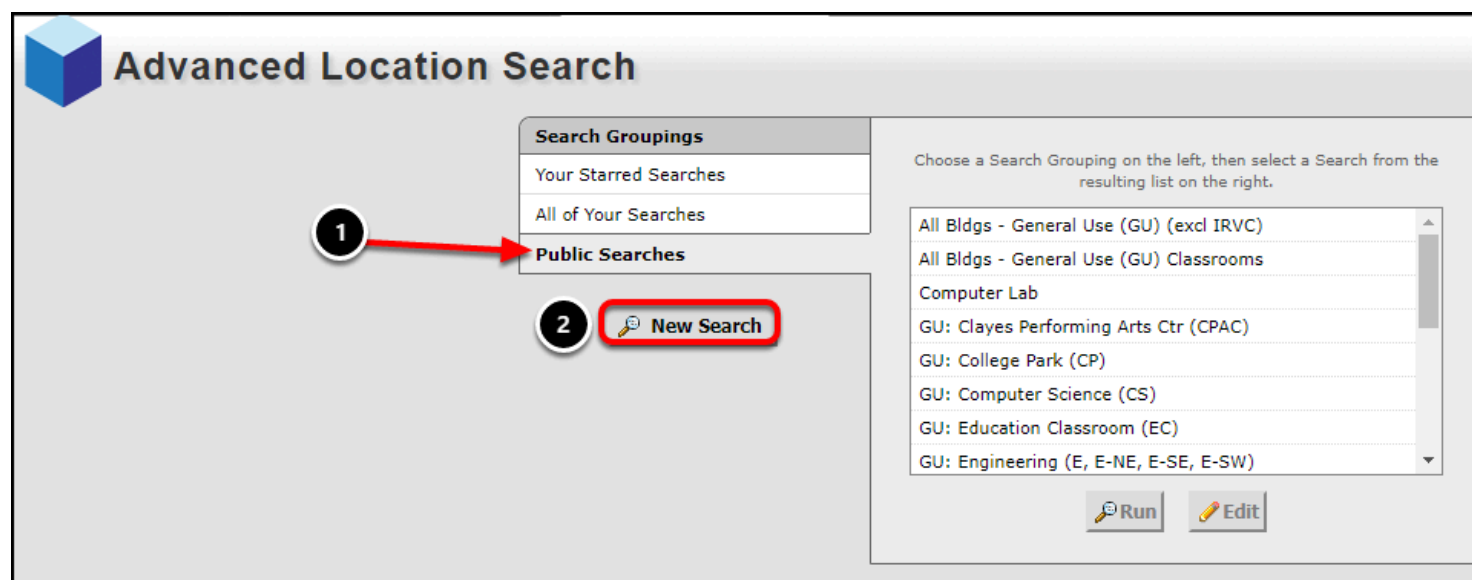 Advanced Location Search
Search Groupings
Your Starred Searches
All of Your Searches
1
Public Searches
2
New Search
Choose a Search Grouping on the left, then select a Search from the
resulting list on the right.
All Bldgs - General Use (GU) (excl IRVC)
All Bldgs - General Use (GU) Classrooms
Computer Lab
GU: Clayes Performing Arts Ctr (CPAC)
GU: College Park (CP)
GU: Computer Science (CS)
GU: Education Classroom (EC)
GU: Engineering (E, E-NE, E-SE, E-SW)
Run Edit